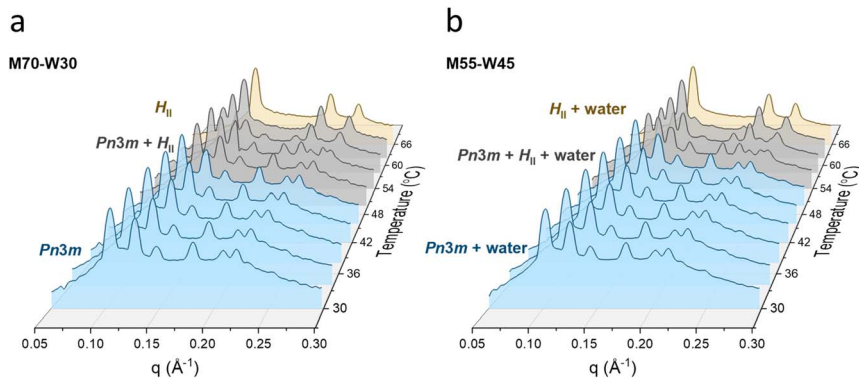 a
M70-W30
H_II
Pn3m + H_II
Pn3m
66
60
54
48
42
36
30
Temperature (°C)
0.05 0.10 0.15 0.20 0.25 0.30
q (Å⁻¹)
b
M55-W45
H_II + water
Pn3m + H_II + water
Pn3m + water
66
60
54
48
42
36
30
Temperature (°C)
0.05 0.10 0.15 0.20 0.25 0.30
q (Å⁻¹)